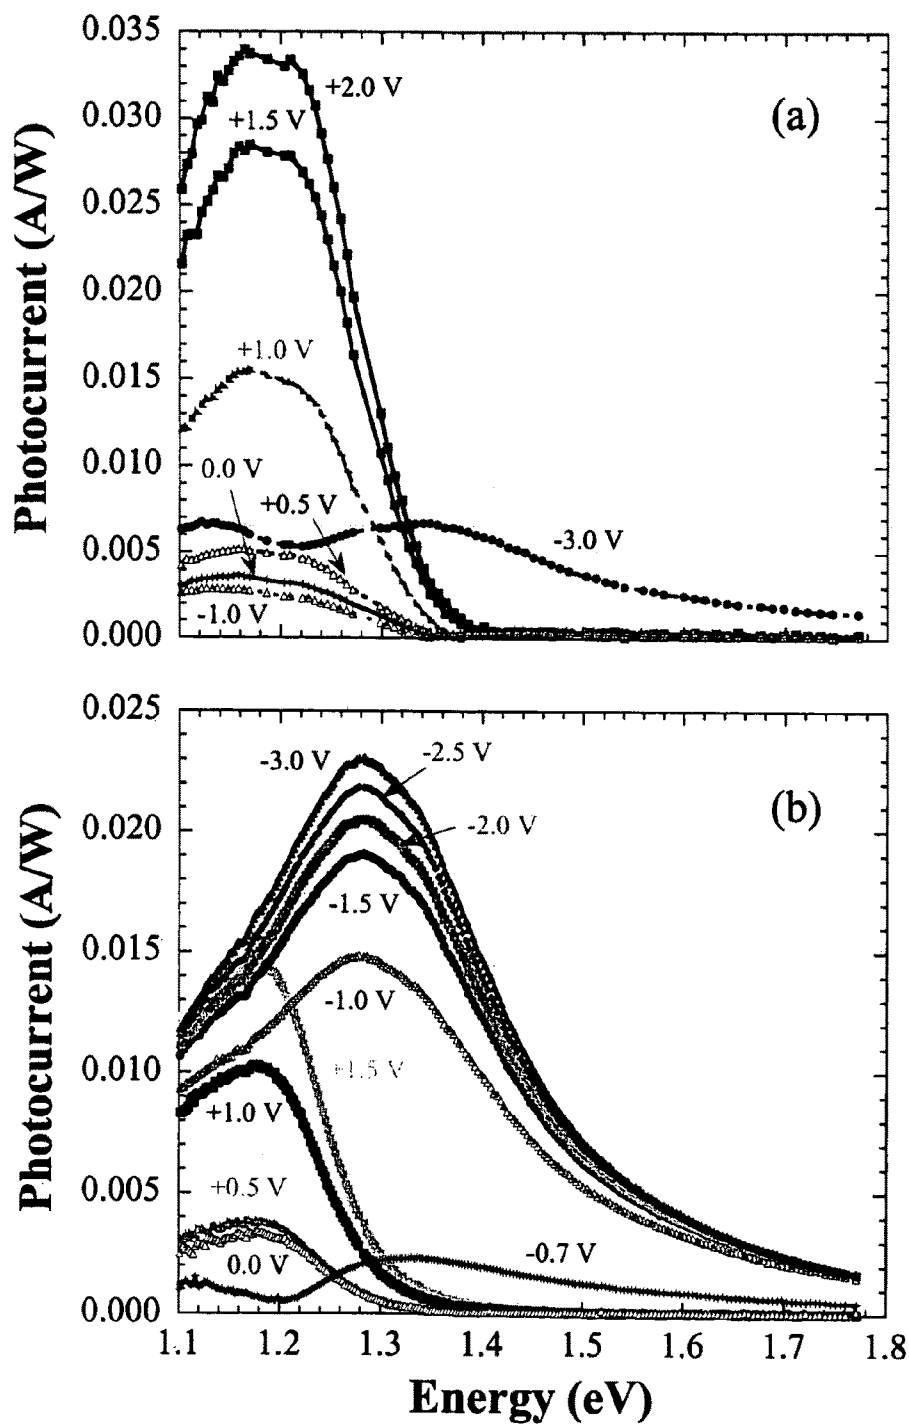 0.035
+2.0 V
(a)
0.030
+1.5 V
0.025
Photocurrent (A/W)
0.020
+1.0 V
0.015
0.010
0.0 V
+0.5 V
-3.0 V
0.005
-1.0 V
0.000
0.025
-3.0 V
-2.5 V
(b)
0.020
-2.0 V
-1.5 V
Photocurrent (A/W)
0.015
-1.0 V
+1.5 V
0.010
+1.0 V
0.005
+0.5 V
0.0 V
-0.7 V
0.000
1.1 1.2 1.3 1.4 1.5 1.6 1.7 1.8
Energy (eV)